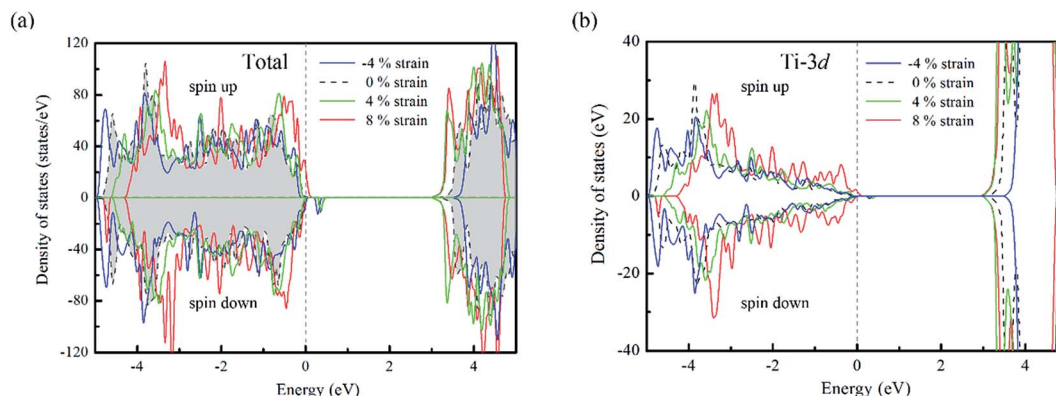 (a)
Total
spin up
spin down
-4 % strain
0 % strain
4 % strain
8 % strain
120
80
40
0
-40
-80
-120
Density of states (states/eV)
-4
-2
0
2
4
Energy (eV)
(b)
Ti-3d
spin up
spin down
-4 % strain
0 % strain
4 % strain
8 % strain
40
20
0
-20
-40
Density of states (eV)
-4
-2
0
2
4
Energy (eV)